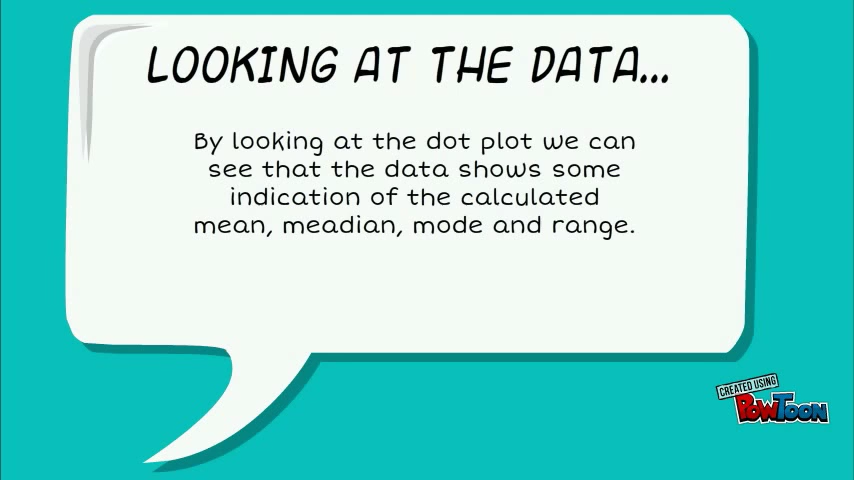 LOOKING AT THE DATA...
By looking at the dot plot we can
see that the data shows some
indication of the calculated
mean, meadian, mode and range.
CREATED USING
POWTOON